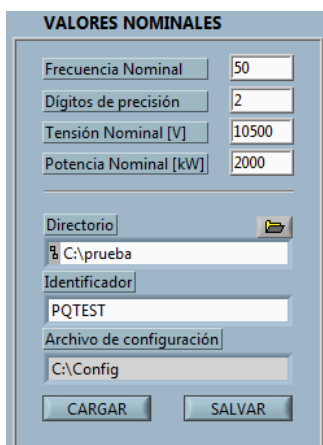 VALORES NOMINALES
Frecuencia Nominal 50
Dígitos de precisión 2
Tensión Nominal [V] 10500
Potencia Nominal [kW] 2000
Directorio
C:\prueba
Identificador
PQTEST
Archivo de configuración
C:\Config
CARGAR SALVAR